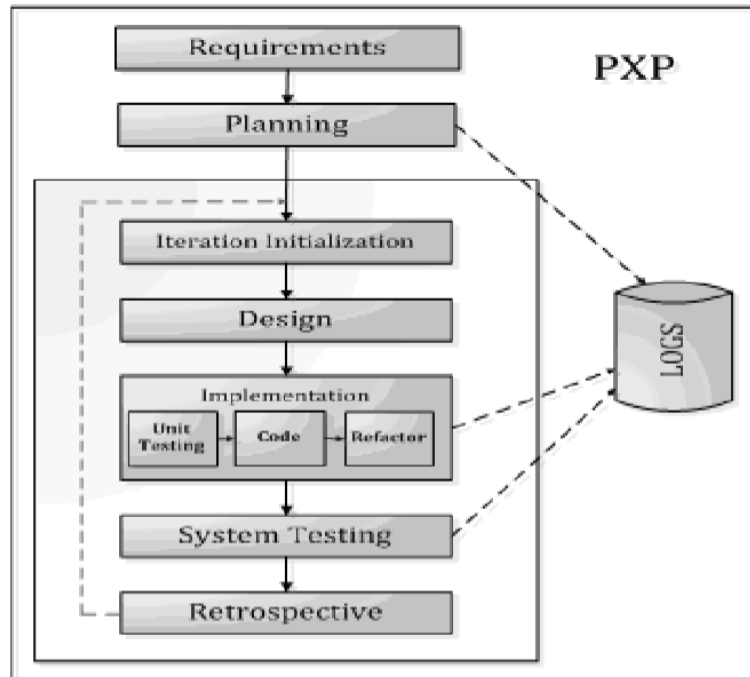 Requirements
PXP
Planning
Iteration Initialization
Design
LOGS
Implementation
Unit
Testing
Code
Refactor
System Testing
Retrospective